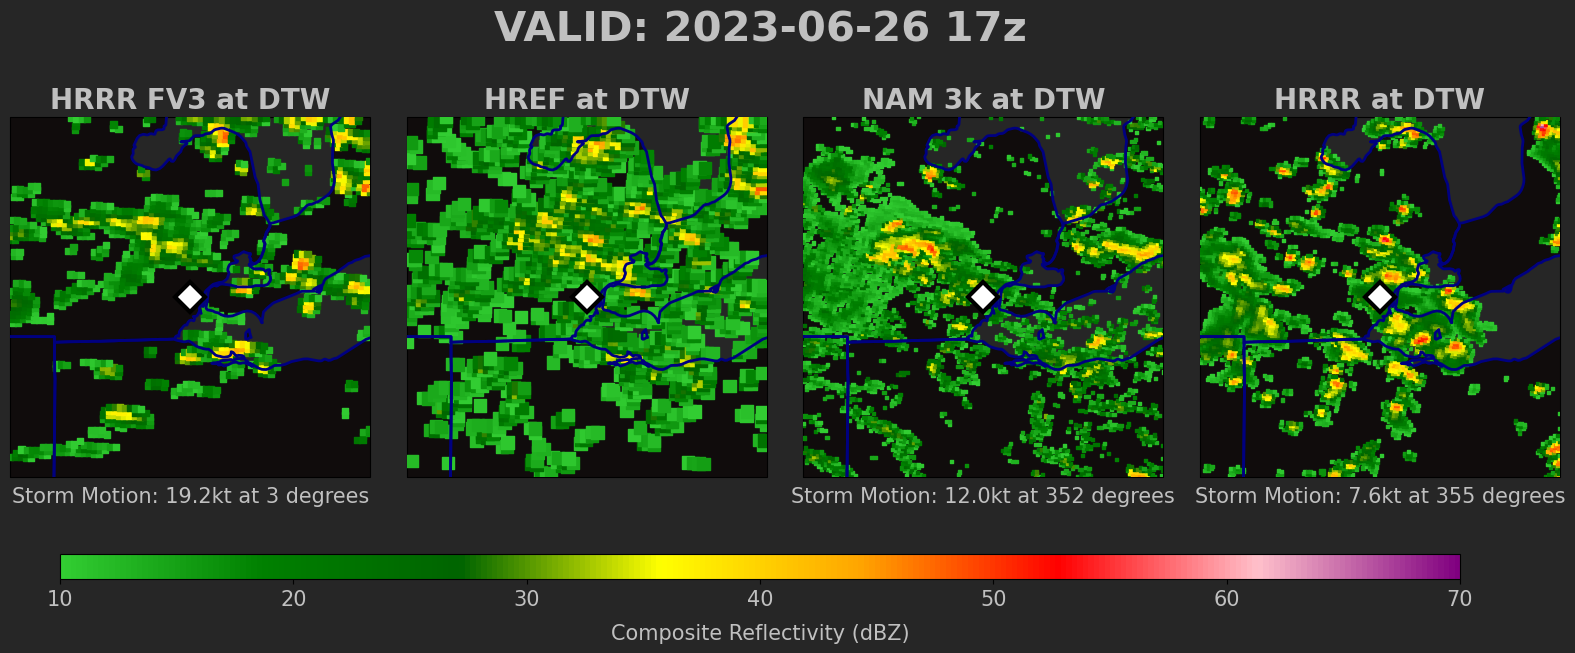 VALID: 2023-06-26 17z
HRRR FV3 at DTW
HREF at DTW
NAM 3k at DTW
HRRR at DTW
Storm Motion: 19.2kt at 3 degrees
Storm Motion: 12.0kt at 352 degrees
Storm Motion: 7.6kt at 355 degrees
10 20 30 40 50 60 70
Composite Reflectivity (dBZ)